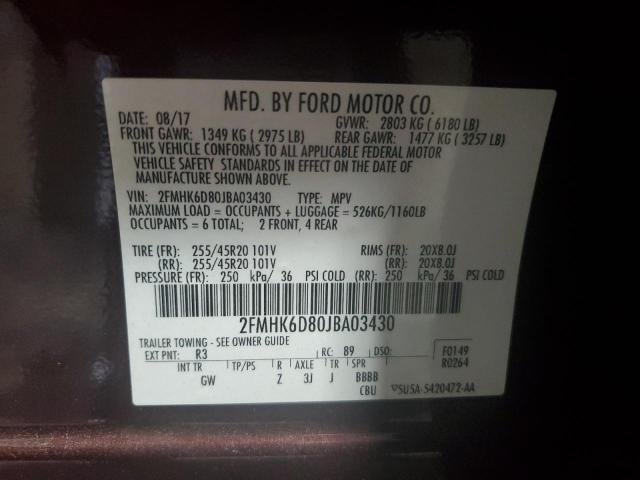 MFD. BY FORD MOTOR CO.
DATE: 08/17 GVWR: 2803 KG ( 6180 LB)
FRONT GAWR: 1349 KG ( 2975 LB) REAR GAWR: 1477 KG ( 3257 LB)
THIS VEHICLE CONFORMS TO ALL APPLICABLE FEDERAL MOTOR
VEHICLE SAFETY STANDARDS IN EFFECT ON THE DATE OF
MANUFACTURE SHOWN ABOVE.
VIN: 2FMHK6D80JBA03430 TYPE: MPV
MAXIMUM LOAD = OCCUPANTS + LUGGAGE = 526KG/1160LB
OCCUPANTS = 6 TOTAL; 2 FRONT, 4 REAR
TIRE (FR): 255/45R20 101V RIMS (FR): 20X8.0J
(RR): 255/45R20 101V (RR): 20X8.0J
PRESSURE (FR): 250 kPa/ 36 PSI COLD (RR): 250 kPa/ 36 PSI COLD
2FMHK6D80JBA03430
TRAILER TOWING - SEE OWNER GUIDE
EXT PNT: R3 RC: 89 DSO: F0149
R0264
INT TR TP/PS R AXLE TR SPR
GW Z 3J J BBBB
CBU 5U5A-5420472-AA